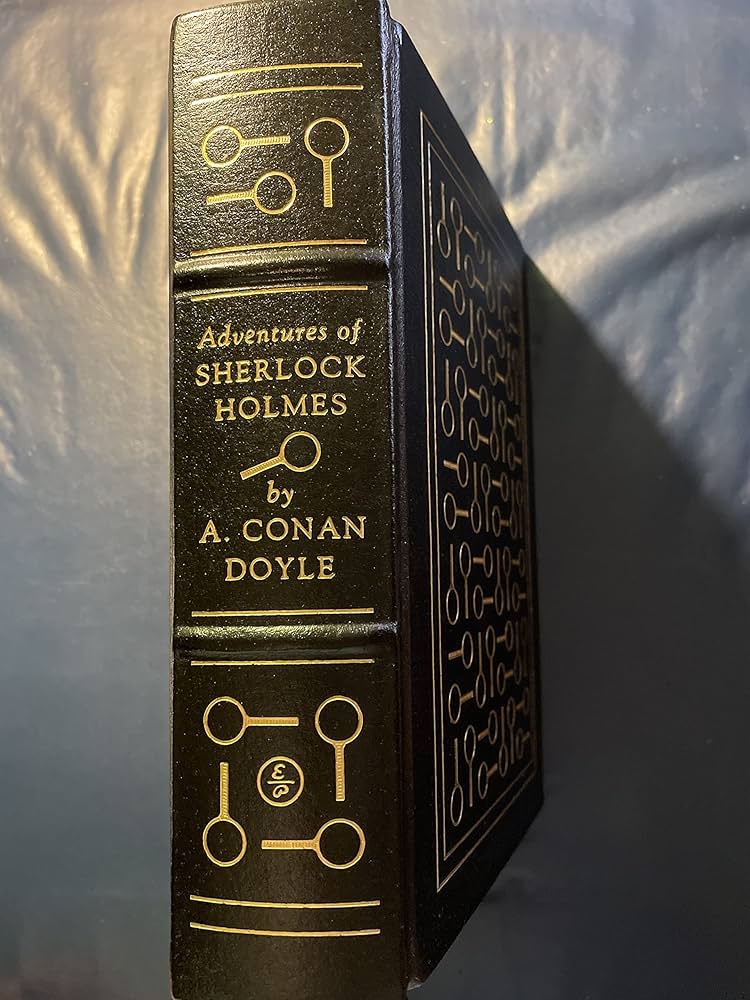 Adventures of
SHERLOCK
HOLMES
by
A. CONAN
DOYLE